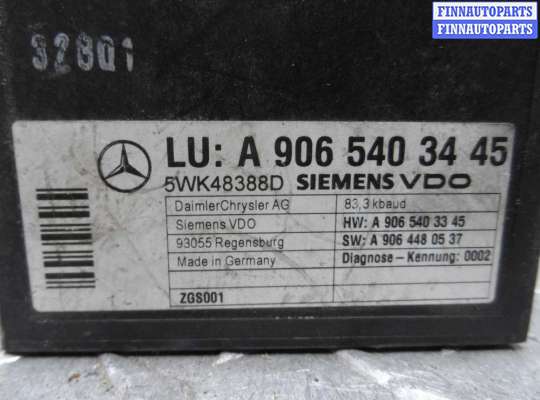 FINNAUTOPARTS
FINNAUTOPARTS
32801
LU: A 906 540 34 45
5WK48388D SIEMENS VDO
DaimlerChrysler AG
83,3 kbaud
Siemens VDO
HW: A 906 540 33 45
93055 Regensburg
SW: A 906 448 05 37
Made in Germany
Diagnose - Kennung: 0002
ZGS001